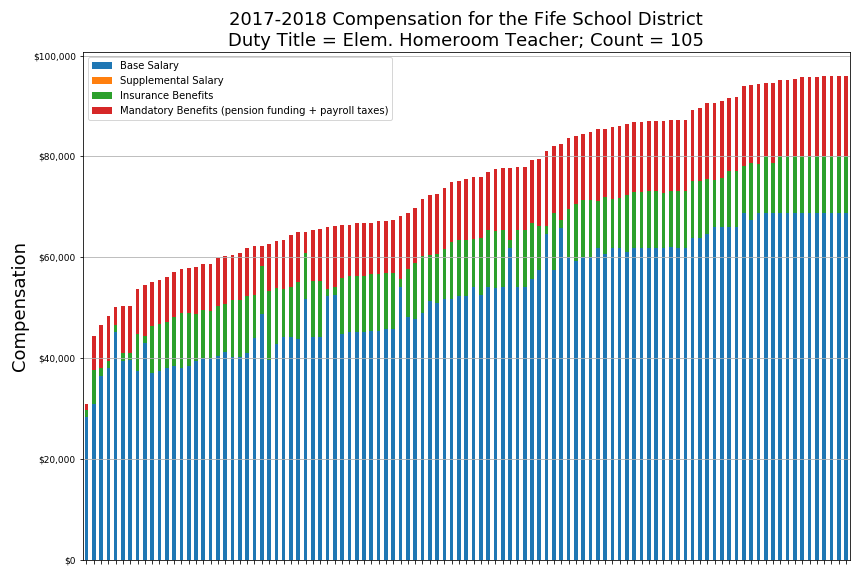 2017-2018 Compensation for the Fife School District
Duty Title = Elem. Homeroom Teacher; Count = 105
$100,000
Base Salary
Supplemental Salary
Insurance Benefits
Mandatory Benefits (pension funding + payroll taxes)
$80,000
$60,000
Compensation
$40,000
$20,000
$0